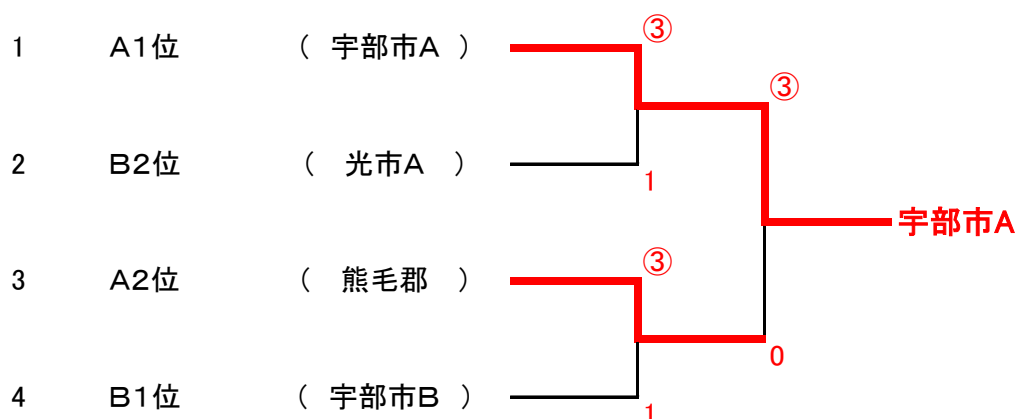 ③
1 A1位 ( 宇部市A )
③
2 B2位 ( 光市A )
1
宇部市A
③
3 A2位 ( 熊毛郡 )
0
4 B1位 ( 宇部市B )
1